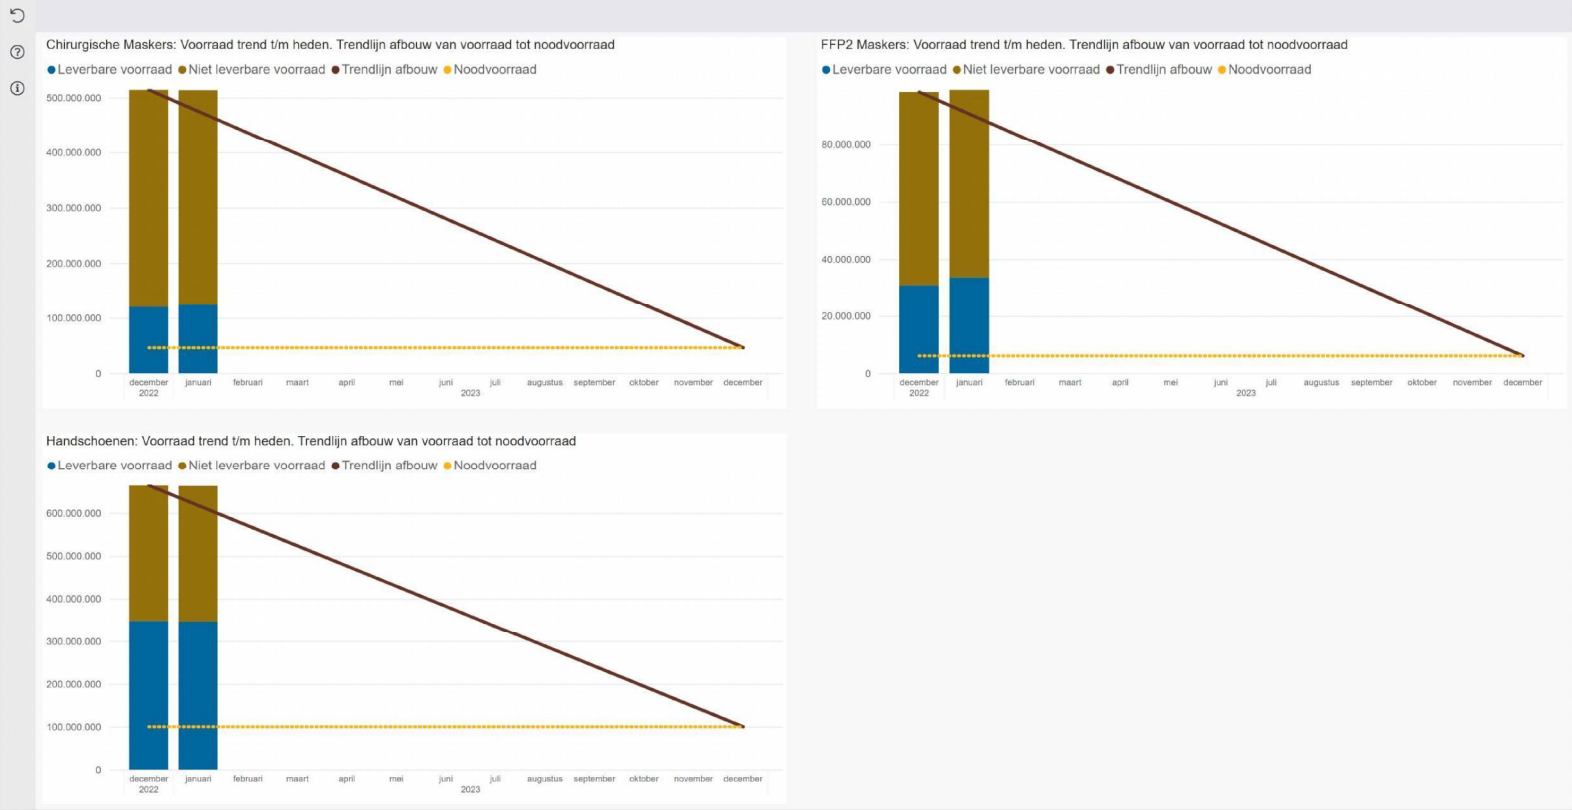 Chirurgische Maskers: Voorraad trend t/m heden. Trendlijn afbouw van voorraad tot noodvoorraad
Leverbare voorraad Niet leverbare voorraad Trendlijn afbouw Noodvoorraad
500.000.000
400.000.000
300.000.000
200.000.000
100.000.000
0
december januari februari maart april mei juni juli augustus september oktober november december
2022 2023
FFP2 Maskers: Voorraad trend t/m heden. Trendlijn afbouw van voorraad tot noodvoorraad
Leverbare voorraad Niet leverbare voorraad Trendlijn afbouw Noodvoorraad
80.000.000
60.000.000
40.000.000
20.000.000
0
december januari februari maart april mei juni juli augustus september oktober november december
2022 2023
Handschoenen: Voorraad trend t/m heden. Trendlijn afbouw van voorraad tot noodvoorraad
Leverbare voorraad Niet leverbare voorraad Trendlijn afbouw Noodvoorraad
600.000.000
500.000.000
400.000.000
300.000.000
200.000.000
100.000.000
0
december januari februari maart april mei juni juli augustus september oktober november december
2022 2023